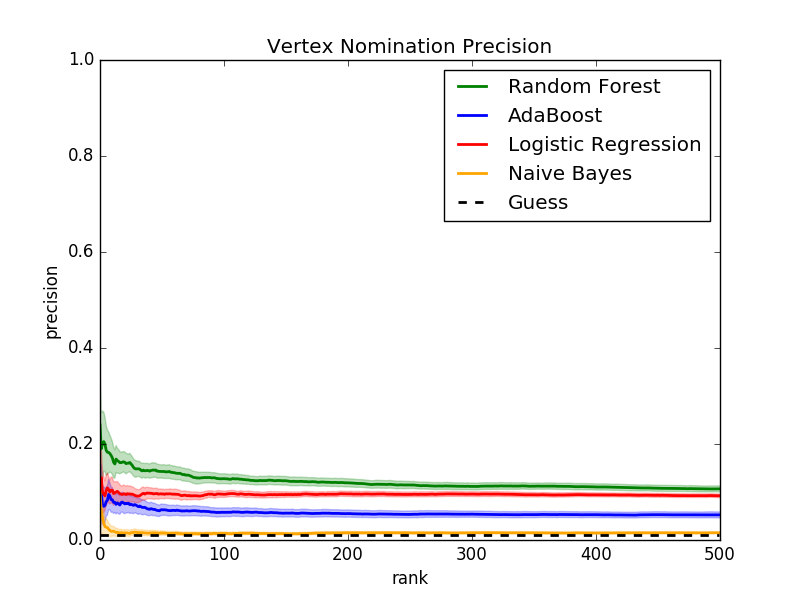 Vertex Nomination Precision
1.0
0.8
0.6
0.4
0.2
0.0
precision
Random Forest
AdaBoost
Logistic Regression
Naive Bayes
Guess
0 100 200 300 400 500
rank